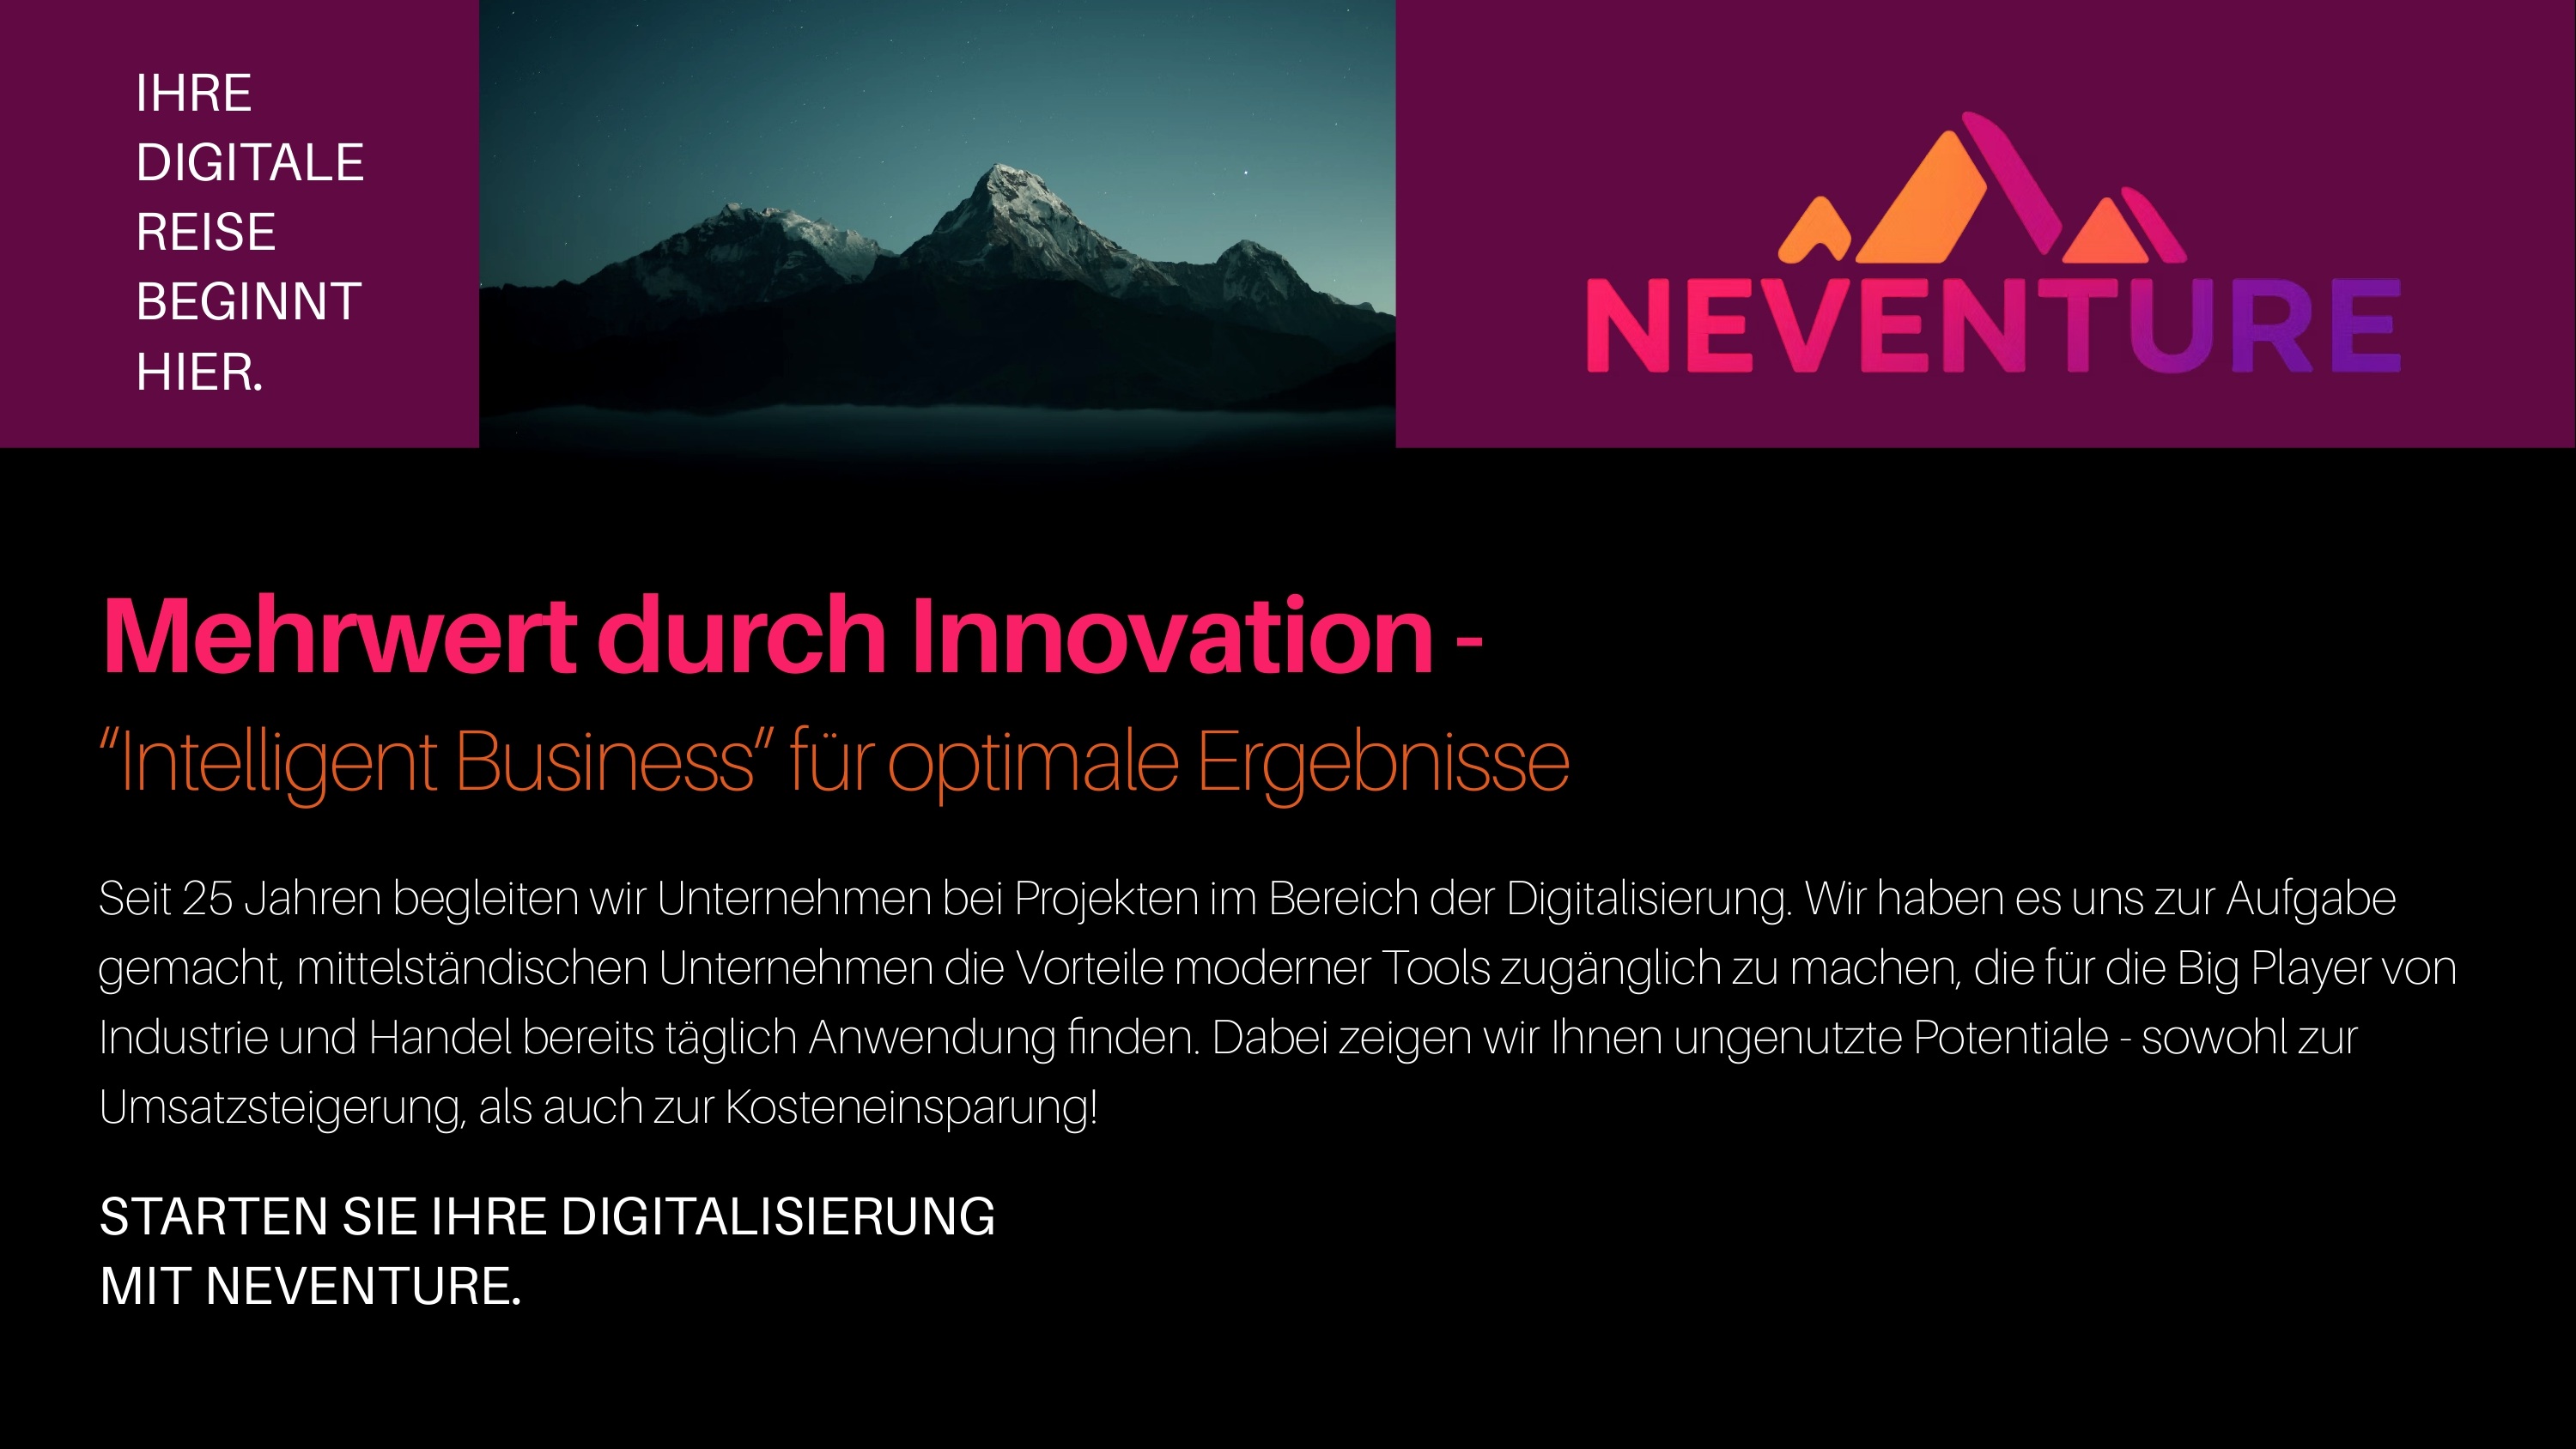 IHRE
DIGITALE
REISE
BEGINNT
HIER.
NEVENTURE
Mehrwert durch Innovation -
“Intelligent Business” für optimale Ergebnisse
Seit 25 Jahren begleiten wir Unternehmen bei Projekten im Bereich der Digitalisierung. Wir haben es uns zur Aufgabe
gemacht, mittelständischen Unternehmen die Vorteile moderner Tools zugänglich zu machen, die für die Big Player von
Industrie und Handel bereits täglich Anwendung finden. Dabei zeigen wir Ihnen ungenutzte Potentiale - sowohl zur
Umsatzsteigerung, als auch zur Kosteneinsparung!
STARTEN SIE IHRE DIGITALISIERUNG
MIT NEVENTURE.